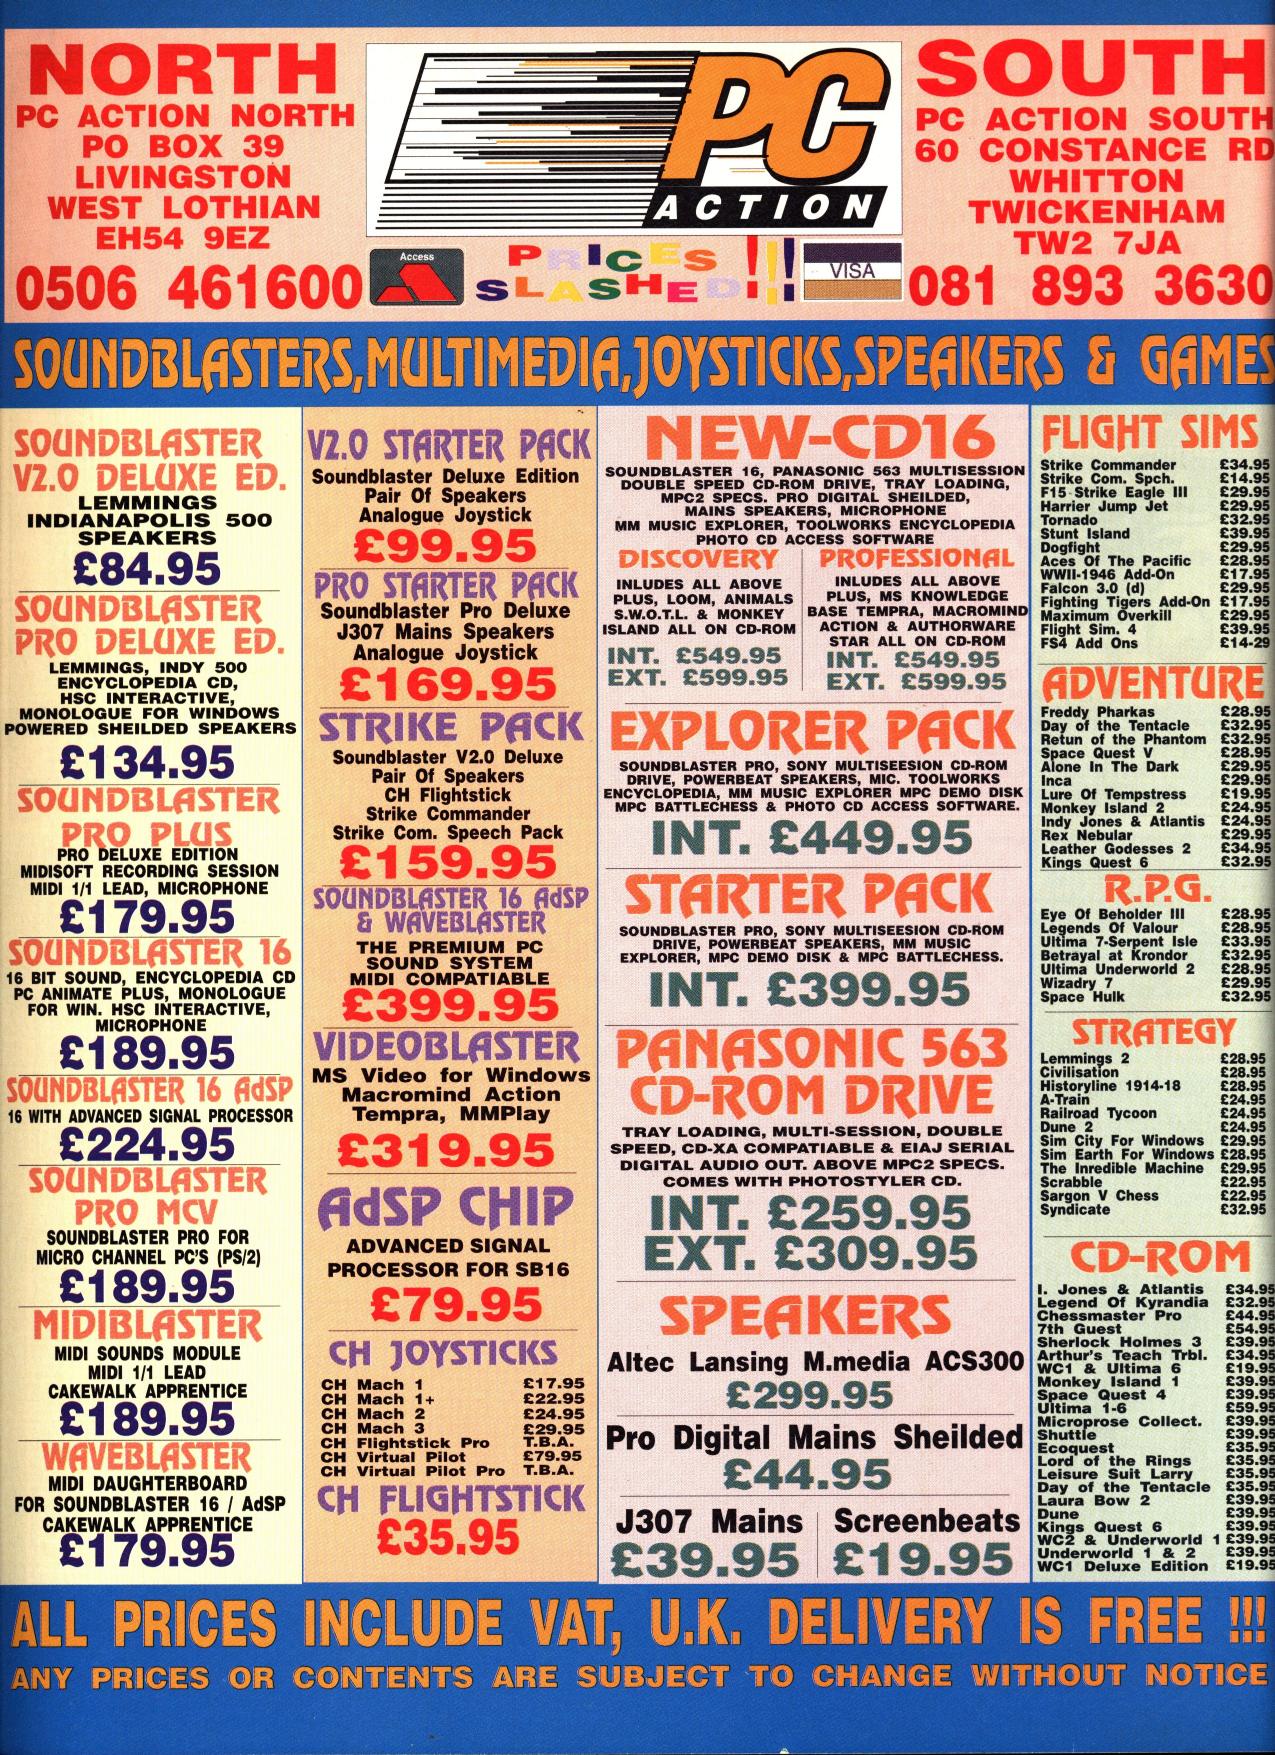 NORTH
PC ACTION NORTH
PO BOX 39
LIVINGSTON
WEST LOTHIAN
EH54 9EZ
0506 461600
PC
ACTION
Access
PRICES
SLASHED!!!
VISA
SOUTH
PC ACTION SOUTH
60 CONSTANCE RD
WHITTON
TWICKENHAM
TW2 7JA
081 893 3630
SOUNDBLASTERS,MULTIMEDIA,JOYSTICKS,SPEAKERS & GAMES
SOUNDBLASTER
V2.0 DELUXE ED.
LEMMINGS
INDIANAPOLIS 500
SPEAKERS
£84.95
SOUNDBLASTER
PRO DELUXE ED.
LEMMINGS, INDY 500
ENCYCLOPEDIA CD,
HSC INTERACTIVE,
MONOLOGUE FOR WINDOWS
POWERED SHEILDED SPEAKERS
£134.95
SOUNDBLASTER
PRO PLUS
PRO DELUXE EDITION
MIDISOFT RECORDING SESSION
MIDI 1/1 LEAD, MICROPHONE
£179.95
SOUNDBLASTER 16
16 BIT SOUND, ENCYCLOPEDIA CD
PC ANIMATE PLUS, MONOLOGUE
FOR WIN. HSC INTERACTIVE,
MICROPHONE
£189.95
SOUNDBLASTER 16 AdSP
16 WITH ADVANCED SIGNAL PROCESSOR
£224.95
SOUNDBLASTER
PRO MCV
SOUNDBLASTER PRO FOR
MICRO CHANNEL PC'S (PS/2)
£189.95
MIDIBLASTER
MIDI SOUNDS MODULE
MIDI 1/1 LEAD
CAKEWALK APPRENTICE
£189.95
WAVEBLASTER
MIDI DAUGHTERBOARD
FOR SOUNDBLASTER 16 / AdSP
CAKEWALK APPRENTICE
£179.95
V2.0 STARTER PACK
Soundblaster Deluxe Edition
Pair Of Speakers
Analogue Joystick
£99.95
PRO STARTER PACK
Soundblaster Pro Deluxe
J307 Mains Speakers
Analogue Joystick
£169.95
STRIKE PACK
Soundblaster V2.0 Deluxe
Pair Of Speakers
CH Flightstick
Strike Commander
Strike Com. Speech Pack
£159.95
SOUNDBLASTER 16 AdSP
& WAVEBLASTER
THE PREMIUM PC
SOUND SYSTEM
MIDI COMPATIABLE
£399.95
VIDEOBLASTER
MS Video for Windows
Macromind Action
Tempra, MMPlay
£319.95
AdSP CHIP
ADVANCED SIGNAL
PROCESSOR FOR SB16
£79.95
CH JOYSTICKS
CH Mach 1 £17.95
CH Mach 1+ £22.95
CH Mach 2 £24.95
CH Mach 3 £29.95
CH Flightstick Pro T.B.A.
CH Virtual Pilot £79.95
CH Virtual Pilot Pro T.B.A.
CH FLIGHTSTICK
£35.95
NEW-CD16
SOUNDBLASTER 16, PANASONIC 563 MULTISESSION
DOUBLE SPEED CD-ROM DRIVE, TRAY LOADING,
MPC2 SPECS. PRO DIGITAL SHEILDED,
MAINS SPEAKERS, MICROPHONE
MM MUSIC EXPLORER, TOOLWORKS ENCYCLOPEDIA
PHOTO CD ACCESS SOFTWARE
DISCOVERY
INLUDES ALL ABOVE
PLUS, LOOM, ANIMALS
S.W.O.T.L. & MONKEY
ISLAND ALL ON CD-ROM
INT. £549.95
EXT. £599.95
PROFESSIONAL
INLUDES ALL ABOVE
PLUS, MS KNOWLEDGE
BASE TEMPRA, MACROMIND
ACTION & AUTHORWARE
STAR ALL ON CD-ROM
INT. £549.95
EXT. £599.95
EXPLORER PACK
SOUNDBLASTER PRO, SONY MULTISEESION CD-ROM
DRIVE, POWERBEAT SPEAKERS, MIC. TOOLWORKS
ENCYCLOPEDIA, MM MUSIC EXPLORER MPC DEMO DISK
MPC BATTLECHESS & PHOTO CD ACCESS SOFTWARE.
INT. £449.95
STARTER PACK
SOUNDBLASTER PRO, SONY MULTISEESION CD-ROM
DRIVE, POWERBEAT SPEAKERS, MM MUSIC
EXPLORER, MPC DEMO DISK & MPC BATTLECHESS.
INT. £399.95
PANASONIC 563
CD-ROM DRIVE
TRAY LOADING, MULTI-SESSION, DOUBLE
SPEED, CD-XA COMPATIABLE & EIAJ SERIAL
DIGITAL AUDIO OUT. ABOVE MPC2 SPECS.
COMES WITH PHOTOSTYLER CD.
INT. £259.95
EXT. £309.95
SPEAKERS
Altec Lansing M.media ACS300
£299.95
Pro Digital Mains Sheilded
£44.95
J307 Mains
£39.95
Screenbeats
£19.95
FLIGHT SIMS
Strike Commander £34.95
Strike Com. Spch. £14.95
F15 Strike Eagle III £29.95
Harrier Jump Jet £29.95
Tornado £32.95
Stunt Island £39.95
Dogfight £29.95
Aces Of The Pacific £28.95
WWII-1946 Add-On £17.95
Falcon 3.0 (d) £29.95
Fighting Tigers Add-On £17.95
Maximum Overkill £29.95
Flight Sim. 4 £39.95
FS4 Add Ons £14-29
ADVENTURE
Freddy Pharkas £28.95
Day of the Tentacle £32.95
Retun of the Phantom £32.95
Space Quest V £28.95
Alone In The Dark £29.95
Inca £29.95
Lure Of Tempstress £19.95
Monkey Island 2 £24.95
Indy Jones & Atlantis £24.95
Rex Nebular £29.95
Leather Godesses 2 £34.95
Kings Quest 6 £32.95
R.P.G.
Eye Of Beholder III £28.95
Legends Of Valour £28.95
Ultima 7-Serpent Isle £33.95
Betrayal at Krondor £32.95
Ultima Underworld 2 £28.95
Wizadry 7 £29.95
Space Hulk £32.95
STRATEGY
Lemmings 2 £28.95
Civilisation £28.95
Historyline 1914-18 £28.95
A-Train £24.95
Railroad Tycoon £24.95
Dune 2 £24.95
Sim City For Windows £29.95
Sim Earth For Windows £28.95
The Inredible Machine £29.95
Scrabble £22.95
Sargon V Chess £22.95
Syndicate £32.95
CD-ROM
I. Jones & Atlantis £34.95
Legend Of Kyrandia £32.95
Chessmaster Pro £44.95
7th Guest £54.95
Sherlock Holmes 3 £39.95
Arthur's Teach Trbl. £34.95
WC1 & Ultima 6 £19.95
Monkey Island 1 £39.95
Space Quest 4 £39.95
Ultima 1-6 £59.95
Microprose Collect. £39.95
Shuttle £39.95
Ecoquest £35.95
Lord of the Rings £35.95
Leisure Suit Larry £35.95
Day of the Tentacle £35.95
Laura Bow 2 £39.95
Dune £39.95
Kings Quest 6 £39.95
WC2 & Underworld 1 £39.95
Underworld 1 & 2 £39.95
WC1 Deluxe Edition £19.95
ALL PRICES INCLUDE VAT, U.K. DELIVERY IS FREE !!!
ANY PRICES OR CONTENTS ARE SUBJECT TO CHANGE WITHOUT NOTICE